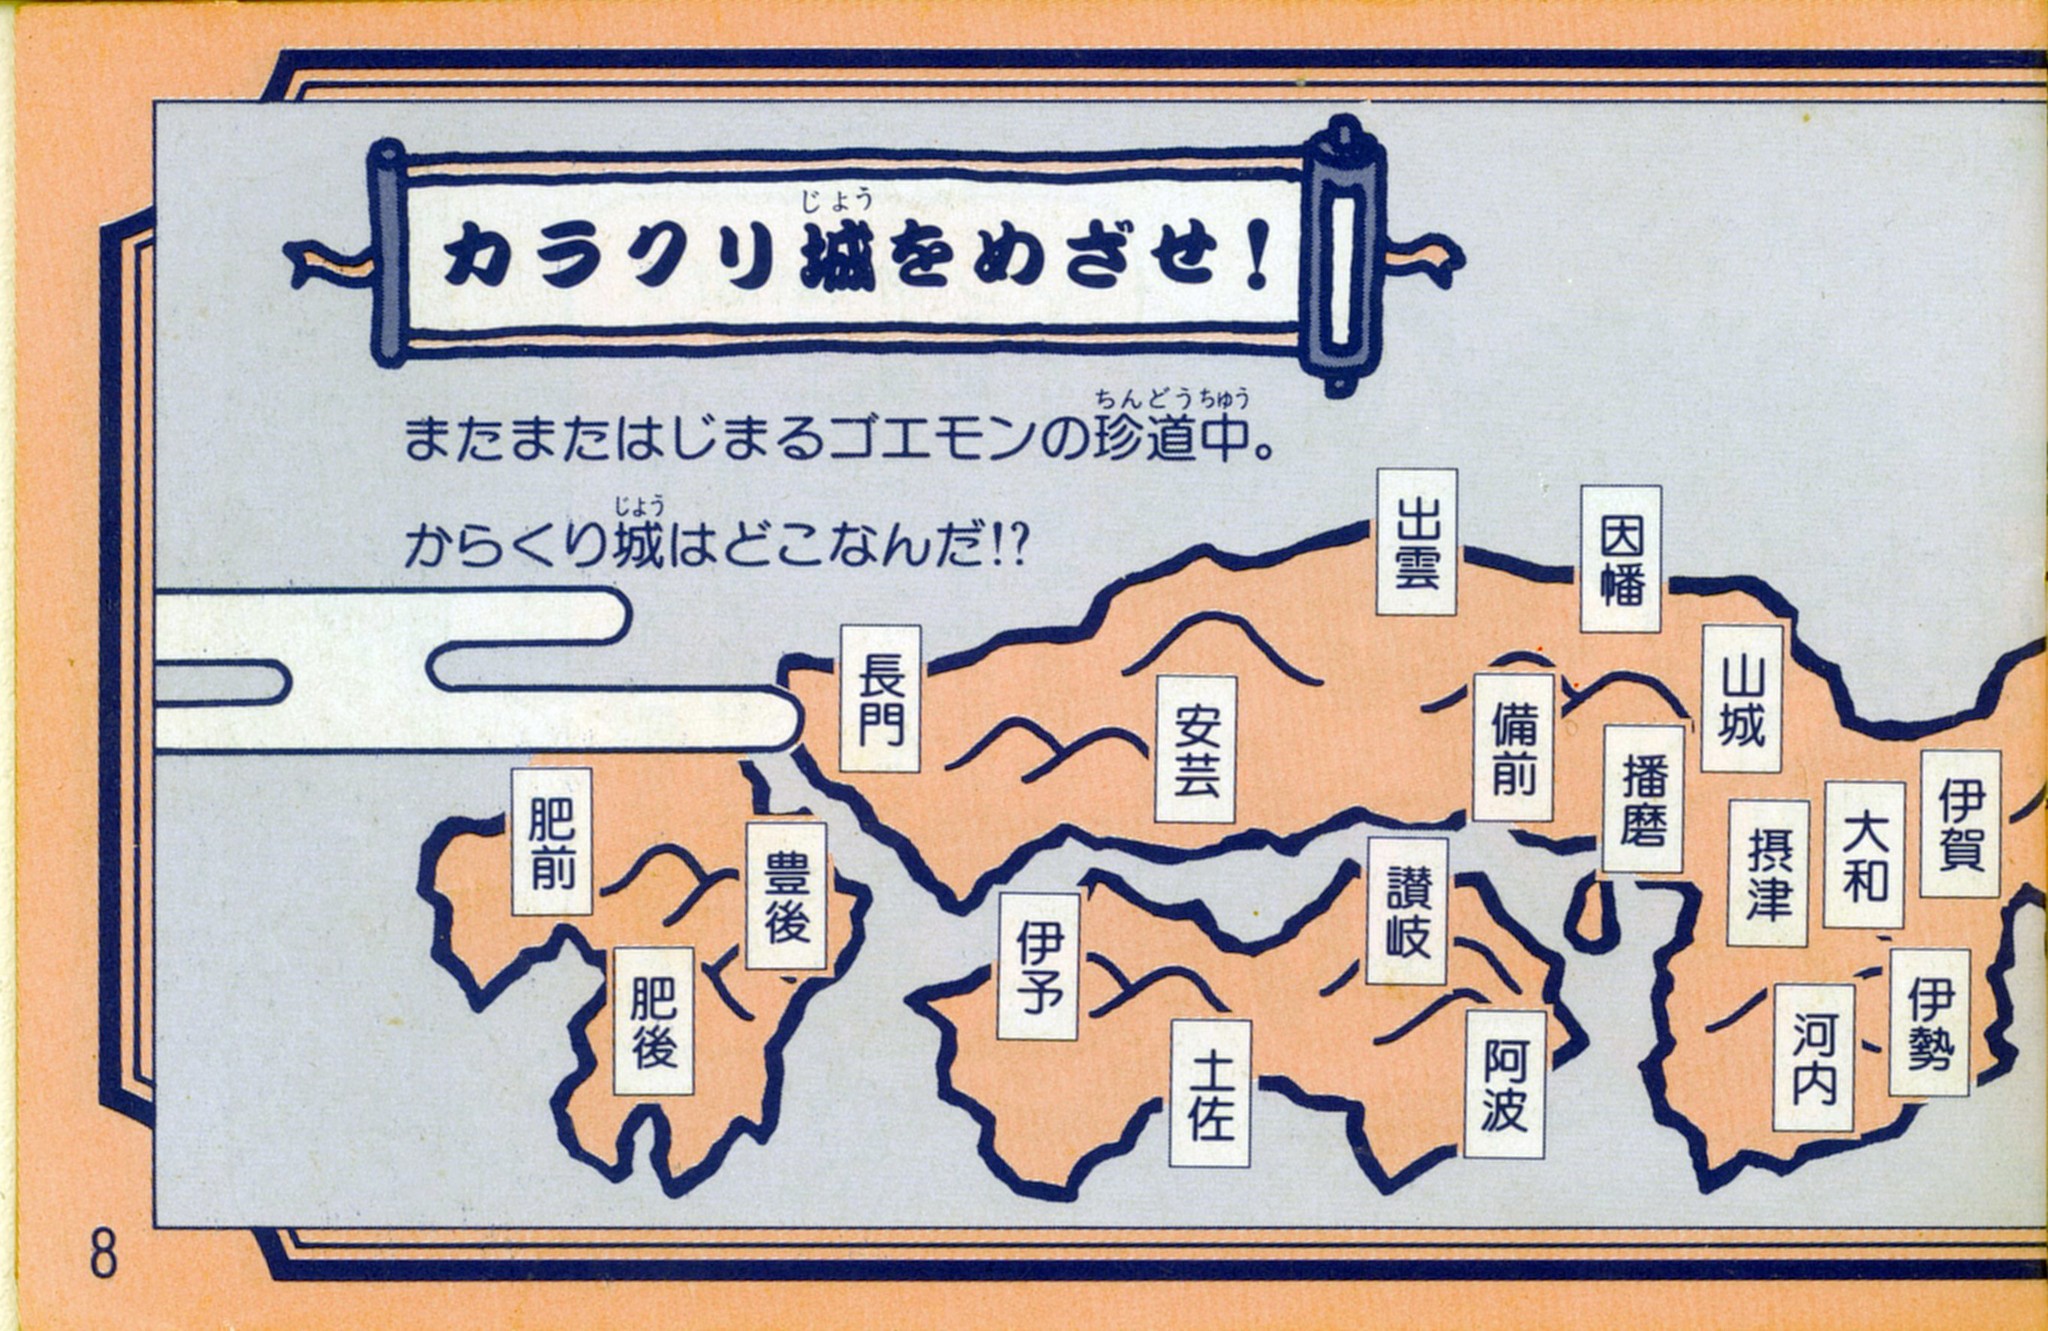 じょう
カラクリ城をめざせ!
ちんどうちゅう
またまたはじまるゴエモンの珍道中。
じょう
からくり城はどこなんだ!?
出雲
因幡
長門
山城
安芸
備前
播磨
伊賀
肥前
豊後
讃岐
摂津
大和
肥後
伊予
土佐
阿波
河内
伊勢
8